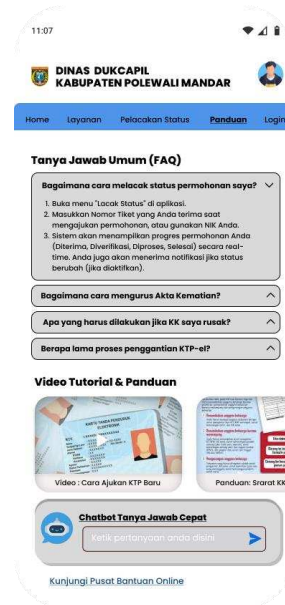 11:07
DINAS DUKCAPIL
KABUPATEN POLEWALI MANDAR
Home Layanan Pelacakan Status Panduan Login
Tanya Jawab Umum (FAQ)
Bagaimana cara melacak status permohonan saya?
1. Buka menu "Lacak Status" di aplikasi.
2. Masukkan Nomor Tiket yang Anda terima saat
mengajukan permohonan, atau gunakan NIK Anda.
3. Sistem akan menampilkan progres permohonan Anda
(Diterima, Diverifikasi, Diproses, Selesai) secara real-
time. Anda juga akan menerima notifikasi jika status
berubah (jika diaktifkan).
Bagaimana cara mengurus Akta Kematian?
Apa yang harus dilakukan jika KK saya rusak?
Berapa lama proses penggantian KTP-el?
Video Tutorial & Panduan
KARTU TANDA PENDUDUK
ELEKTRONIK
Video : Cara Ajukan KTP Baru
Panduan: Srarat KK
Chatbot Tanya Jawab Cepat
Ketik pertanyaan anda disini
Kunjungi Pusat Bantuan Online